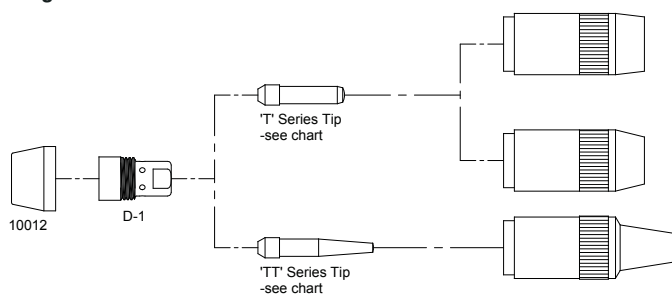 'T' Series Tip
-see chart
10012
D-1
'TT' Series Tip
-see chart